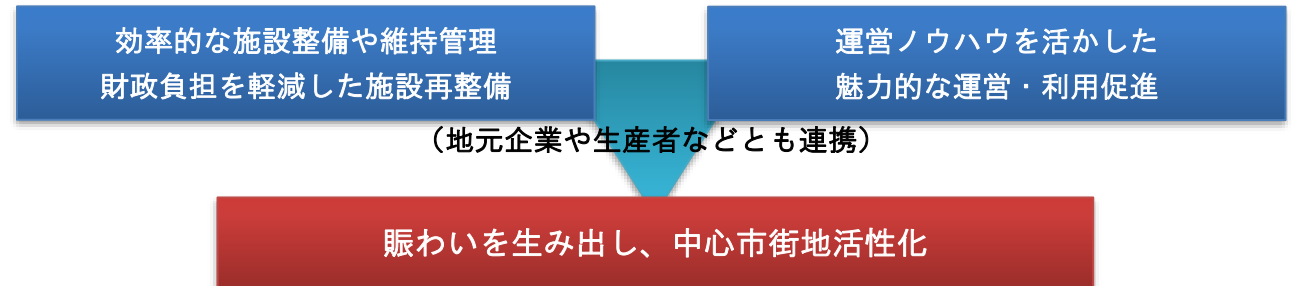 効率的な施設整備や維持管理
財政負担を軽減した施設再整備
運営ノウハウを活かした
魅力的な運営・利用促進
（地元企業や生産者などとも連携）
賑わいを生み出し、中心市街地活性化